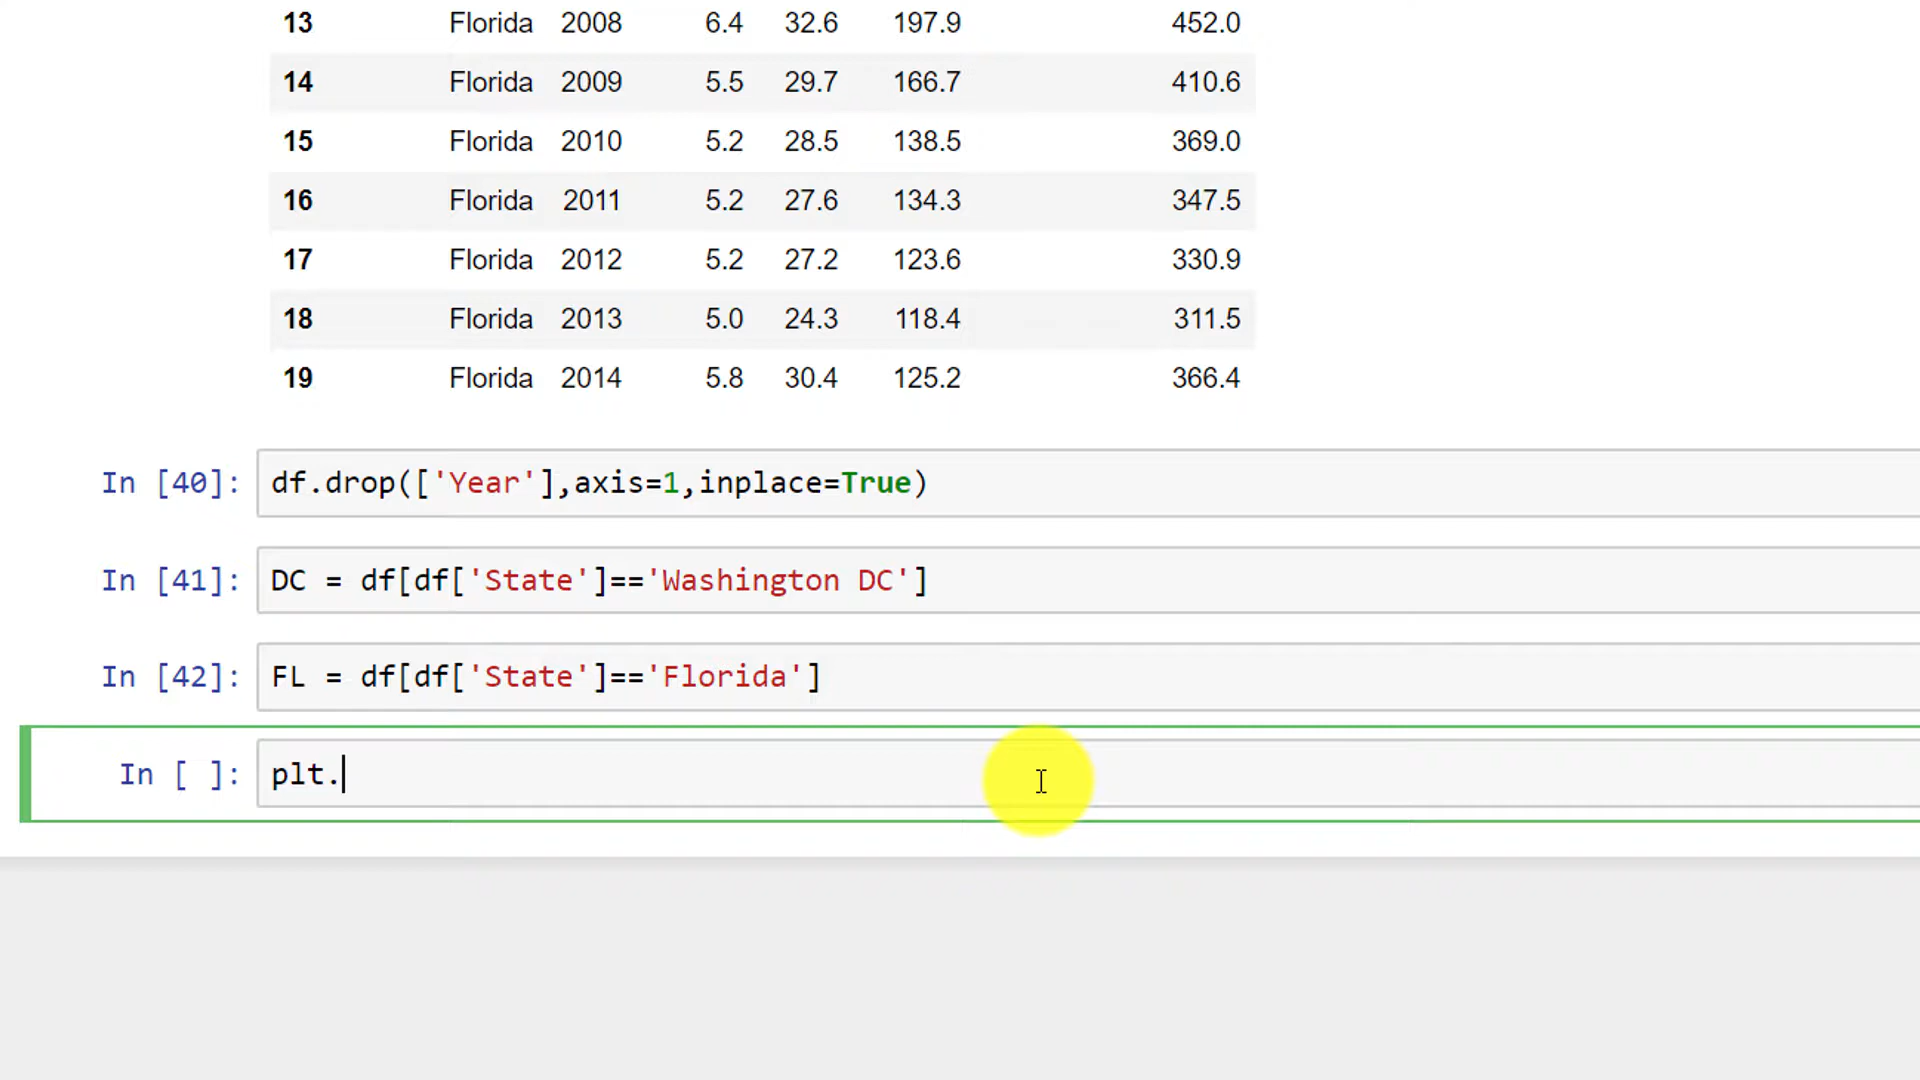 13 Florida 2008 6.4 32.6 197.9 452.0
14 Florida 2009 5.5 29.7 166.7 410.6
15 Florida 2010 5.2 28.5 138.5 369.0
16 Florida 2011 5.2 27.6 134.3 347.5
17 Florida 2012 5.2 27.2 123.6 330.9
18 Florida 2013 5.0 24.3 118.4 311.5
19 Florida 2014 5.8 30.4 125.2 366.4
In [40]: df.drop(['Year'],axis=1,inplace=True)
In [41]: DC = df[df['State']=='Washington DC']
In [42]: FL = df[df['State']=='Florida']
In [ ]: plt.